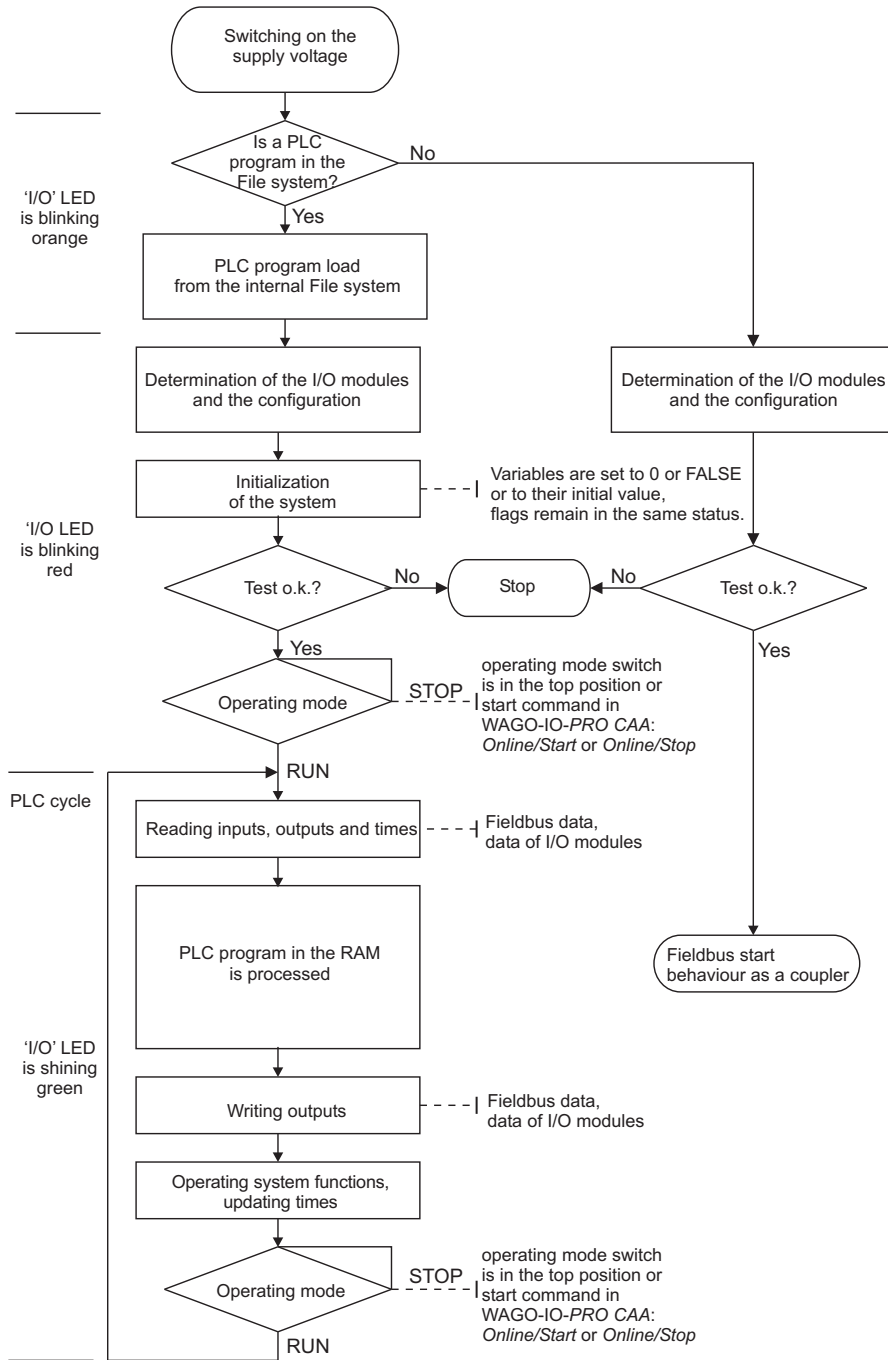 Switching on the
supply voltage
Is a PLC
program in the
File system?
No
Yes
'I/O' LED
is blinking
orange
PLC program load
from the internal File system
Determination of the I/O modules
and the configuration
Determination of the I/O modules
and the configuration
Initialization
of the system
Variables are set to 0 or FALSE
or to their initial value,
flags remain in the same status.
'I/O LED
is blinking
red
Test o.k.?
No
Stop
No
Test o.k.?
Yes
Yes
Operating mode
STOP
operating mode switch
is in the top position or
start command in
WAGO-IO-PRO CAA:
Online/Start or Online/Stop
RUN
PLC cycle
Reading inputs, outputs and times
Fieldbus data,
data of I/O modules
PLC program in the RAM
is processed
Fieldbus start
behaviour as a coupler
'I/O' LED
is shining
green
Writing outputs
Fieldbus data,
data of I/O modules
Operating system functions,
updating times
Operating mode
STOP
operating mode switch
is in the top position or
start command in
WAGO-IO-PRO CAA:
Online/Start or Online/Stop
RUN